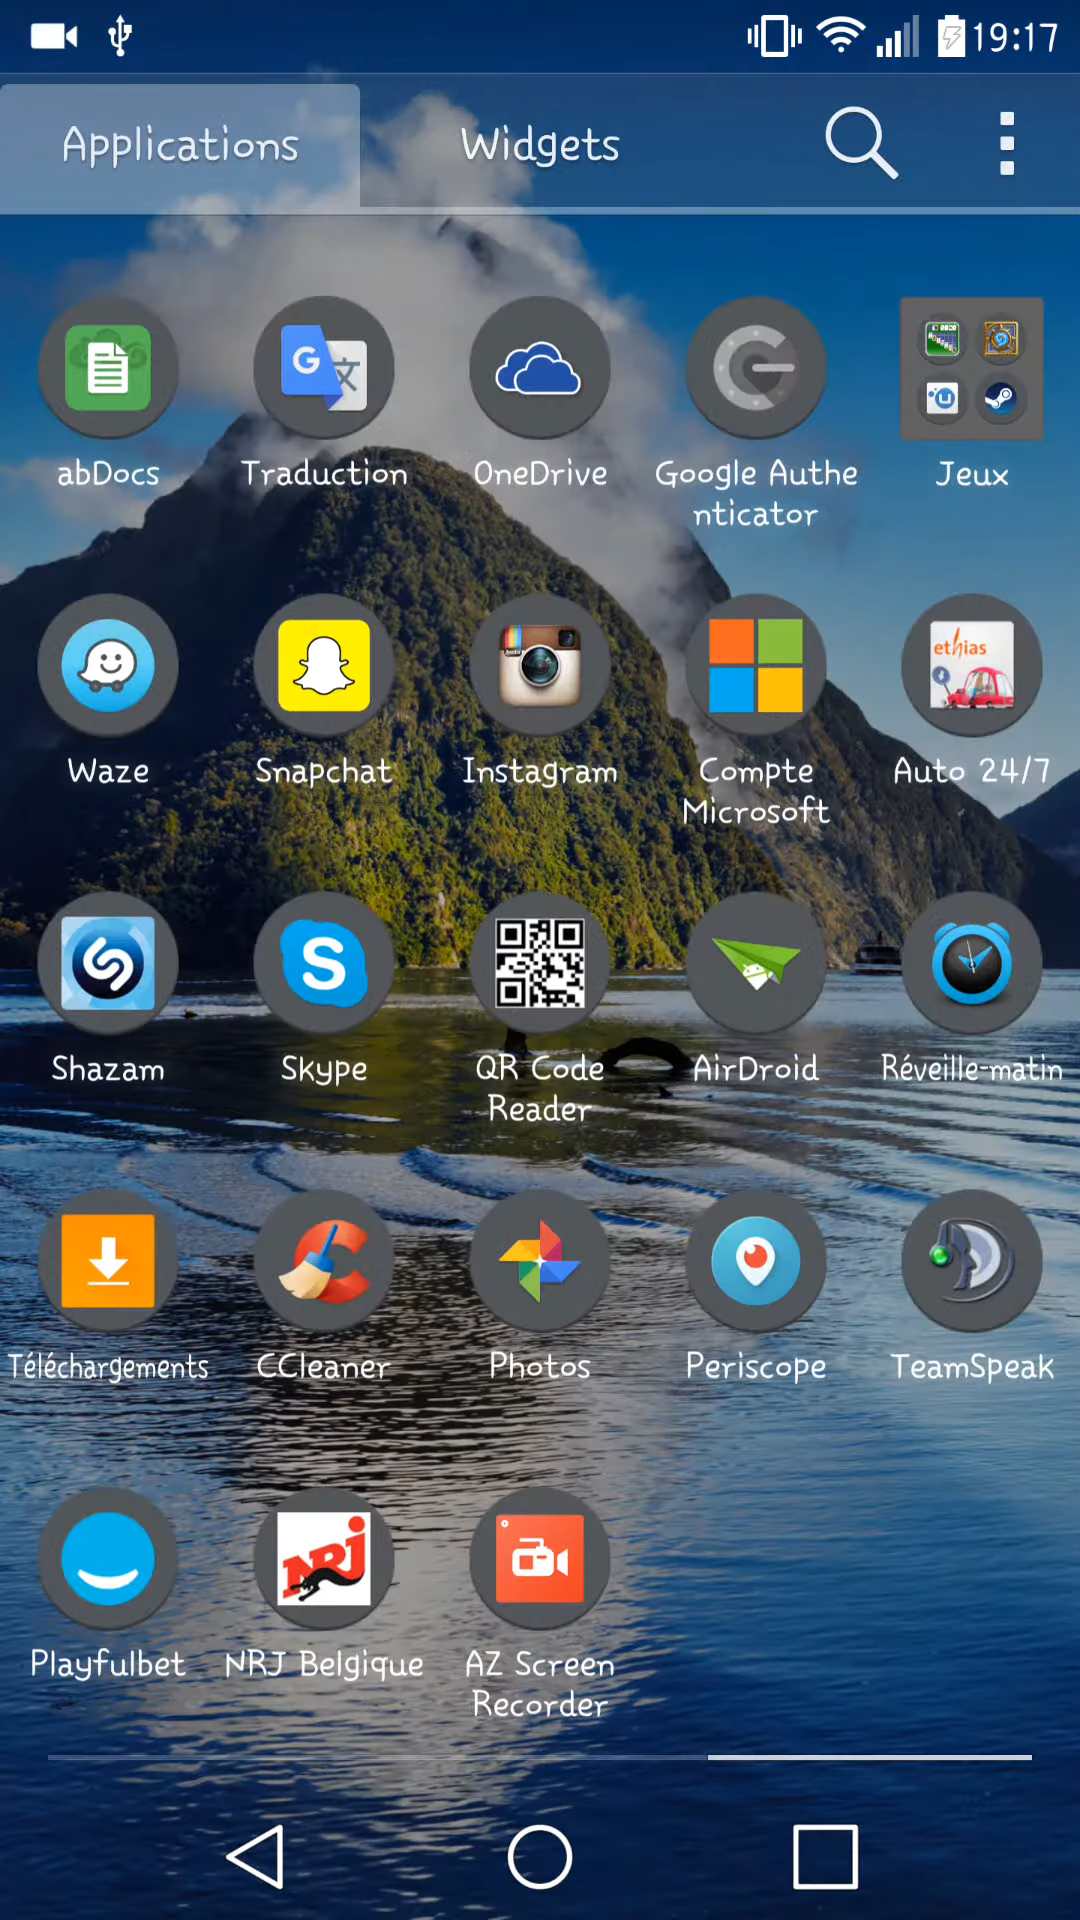 19:17
Applications
Widgets
abDocs
Traduction
OneDrive
Google Authe
nticator
Jeux
ethias
Waze
Snapchat
Instagram
Compte
Microsoft
Auto 24/7
Shazam
Skype
QR Code
Reader
AirDroid
Réveille-matin
Téléchargements
CCleaner
Photos
Periscope
TeamSpeak
NRJ
Playfulbet
NRJ Belgique
AZ Screen
Recorder